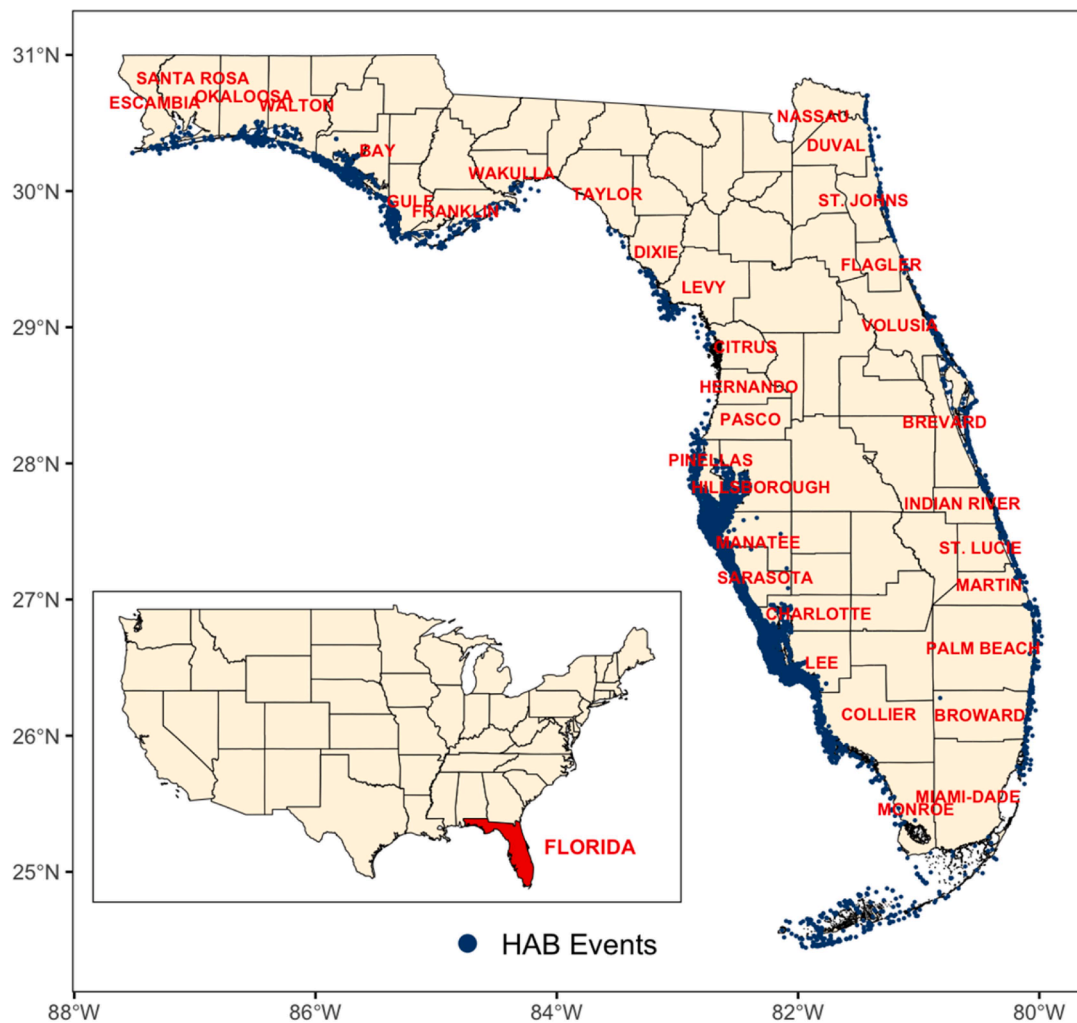 31°N
30°N
29°N
28°N
27°N
26°N
25°N
SANTA ROSA
ESCAMBIA
OKALOOSA
WALTON
BAY
GULF
FRANKLIN
WAKULLA
TAYLOR
DIXIE
LEVY
NASSAU
DUVAL
ST. JOHNS
FLAGLER
VOLUSIA
CITRUS
HERNANDO
PASCO
BREVARD
PINELLAS
HILLSBOROUGH
INDIAN RIVER
MANATEE
ST. LUCIE
SARASOTA
MARTIN
CHARLOTTE
PALM BEACH
LEE
COLLIER
BROWARD
MIAMI-DADE
MONROE
FLORIDA
HAB Events
88°W
86°W
84°W
82°W
80°W